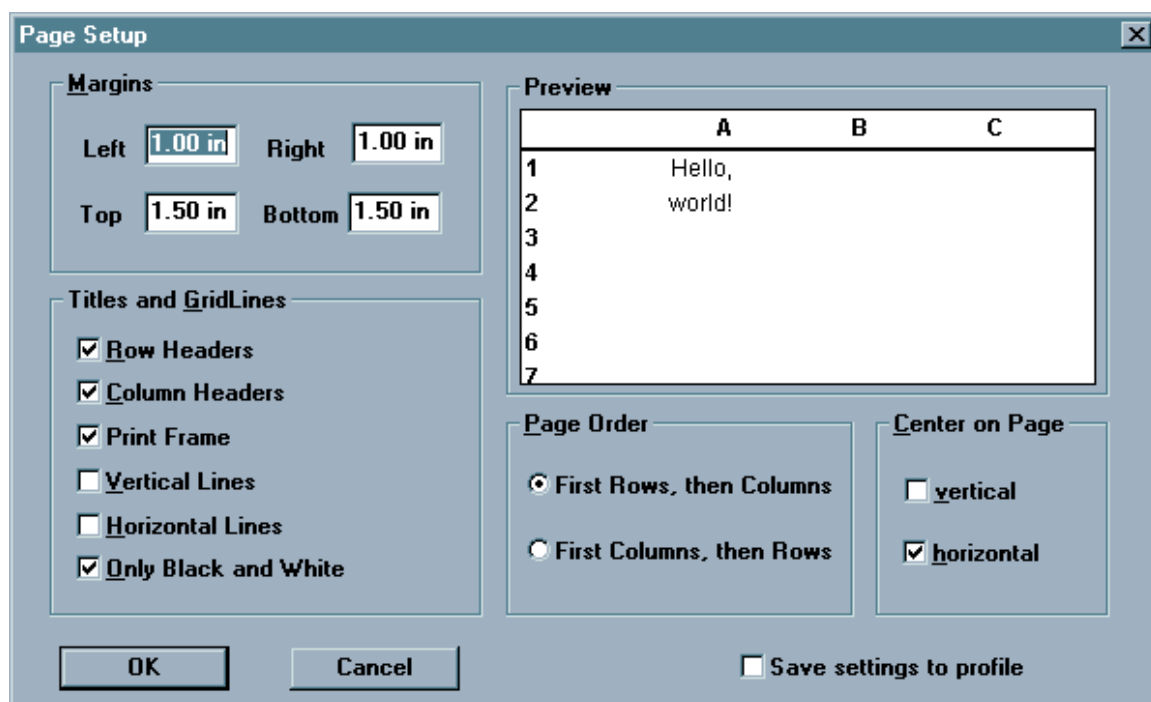 Page Setup
Margins
Left 1.00 in Right 1.00 in
Top 1.50 in Bottom 1.50 in
Titles and GridLines
Row Headers
Column Headers
Print Frame
Vertical Lines
Horizontal Lines
Only Black and White
Preview
A B C
1 Hello,
2 world!
3
4
5
6
7
Page Order
First Rows, then Columns
First Columns, then Rows
Center on Page
vertical
horizontal
OK Cancel Save settings to profile